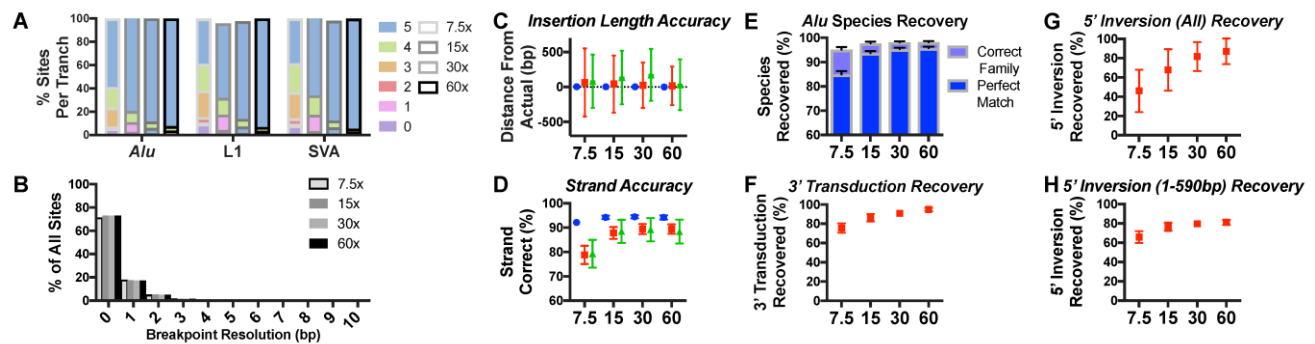 A
% Sites
Per Tranch
100
80
60
40
20
0
Alu
L1
SVA
5
4
3
2
1
0
7.5x
15x
30x
60x
B
% of All Sites
100
80
60
40
20
0
7.5x
15x
30x
60x
0 1 2 3 4 5 6 7 8 9 10
Breakpoint Resolution (bp)
C
Insertion Length Accuracy
Distance From
Actual (bp)
500
0
-500
7.5 15 30 60
D
Strand Accuracy
Strand
Correct (%)
100
90
80
70
60
7.5 15 30 60
E
Alu Species Recovery
Species
Recovered (%)
100
90
80
70
60
7.5 15 30 60
Correct
Family
Perfect
Match
F
3' Transduction Recovery
3' Transduction
Recovered (%)
100
80
60
40
20
0
7.5 15 30 60
G
5' Inversion (All) Recovery
5' Inversion
Recovered (%)
100
80
60
40
20
0
7.5 15 30 60
H
5' Inversion (1-590bp) Recovery
5' Inversion
Recovered (%)
100
80
60
40
20
0
7.5 15 30 60